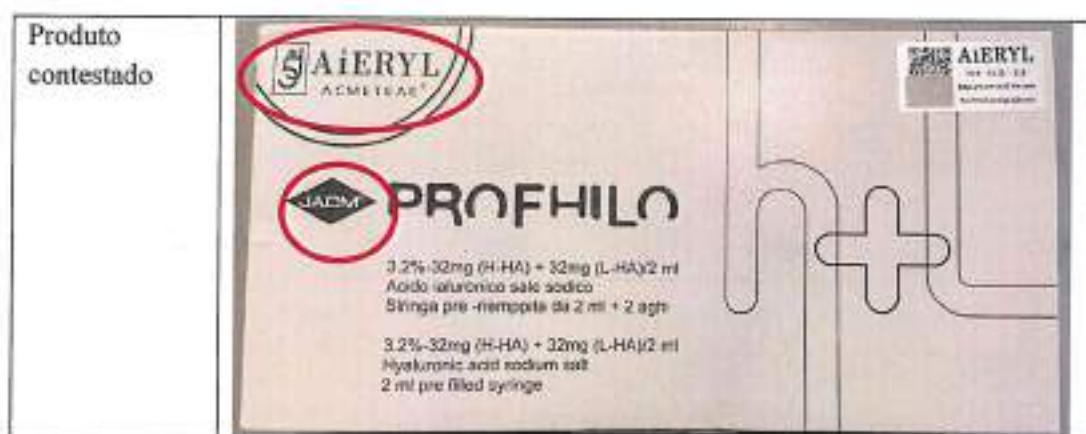 Produto
contestado
AiERYL
AiERYL
JADM
PROFHILO
3.2%-32mg (H-HA) + 32mg (L-HA)/2 ml
Acido ialuronico sale sodico
Siringa pre -riemppita da 2 ml + 2 aghi
3.2%-32mg (H-HA) + 32mg (L-HA)/2 ml
Hyaluronic acid sodium salt
2 ml pre filled syringe